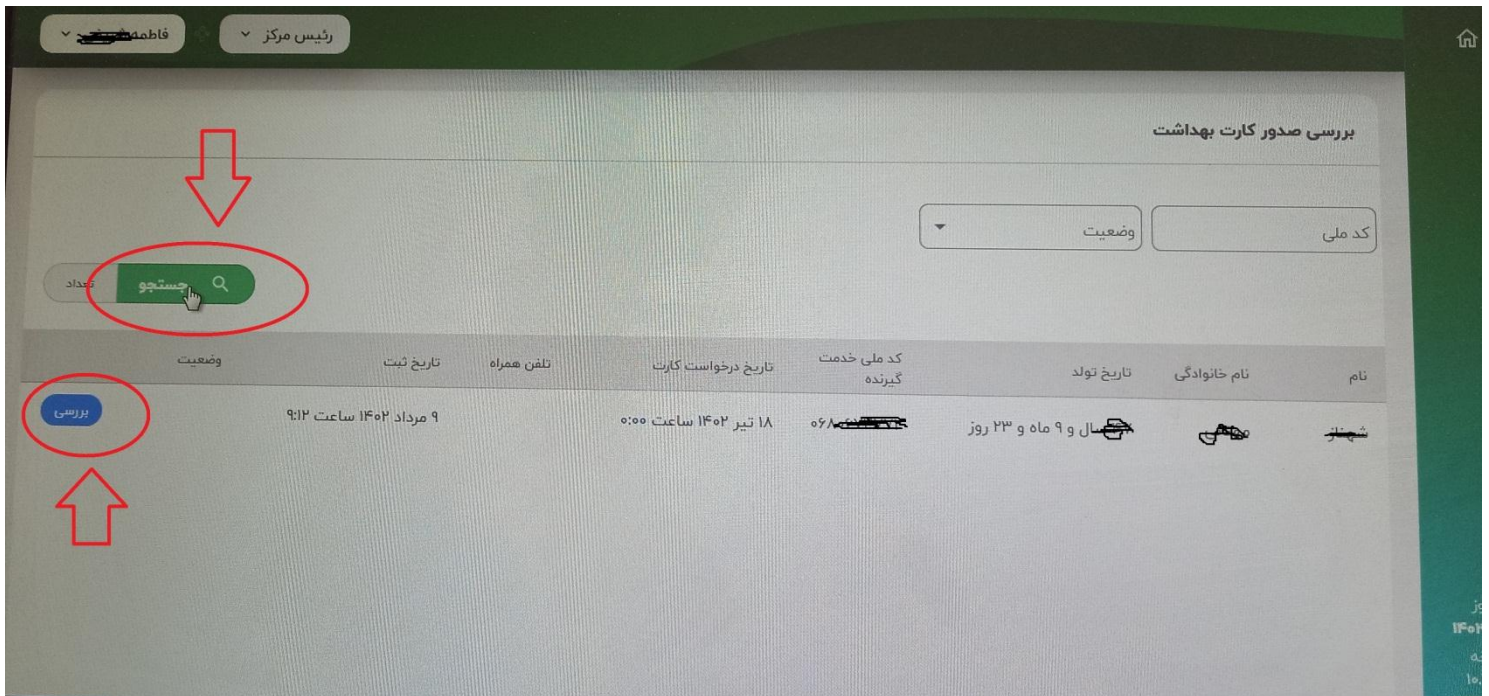 رئیس مرکز
فاطمه
بررسی صدور کارت بهداشت
کد ملی
وضعیت
جستجو
تعداد
نام
نام خانوادگی
تاریخ تولد
کد ملی خدمت
گیرنده
تاریخ درخواست کارت
تلفن همراه
تاریخ ثبت
وضعیت
سال و ۹ ماه و ۲۳ روز
۰۶۸
۱۸ تیر ۱۴۰۲ ساعت ۰:۰۰
۹ مرداد ۱۴۰۲ ساعت ۹:۱۲
بررسی